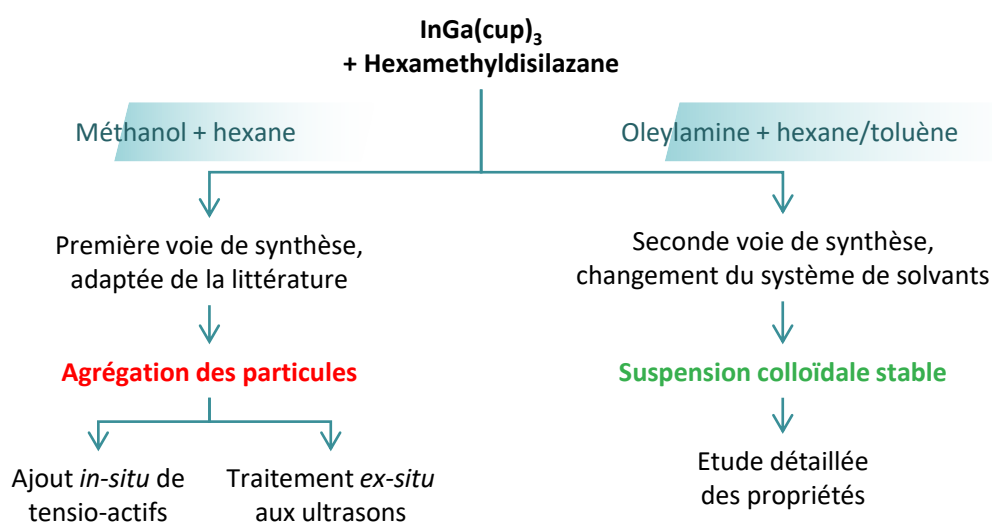 InGa(cup)₃
+ Hexamethyldisilazane
Méthanol + hexane
Oleylamine + hexane/toluène
Première voie de synthèse,
adaptée de la littérature
Seconde voie de synthèse,
changement du système de solvants
Agrégation des particules
Suspension colloïdale stable
Ajout in-situ de
tensio-actifs
Traitement ex-situ
aux ultrasons
Etude détaillée
des propriétés